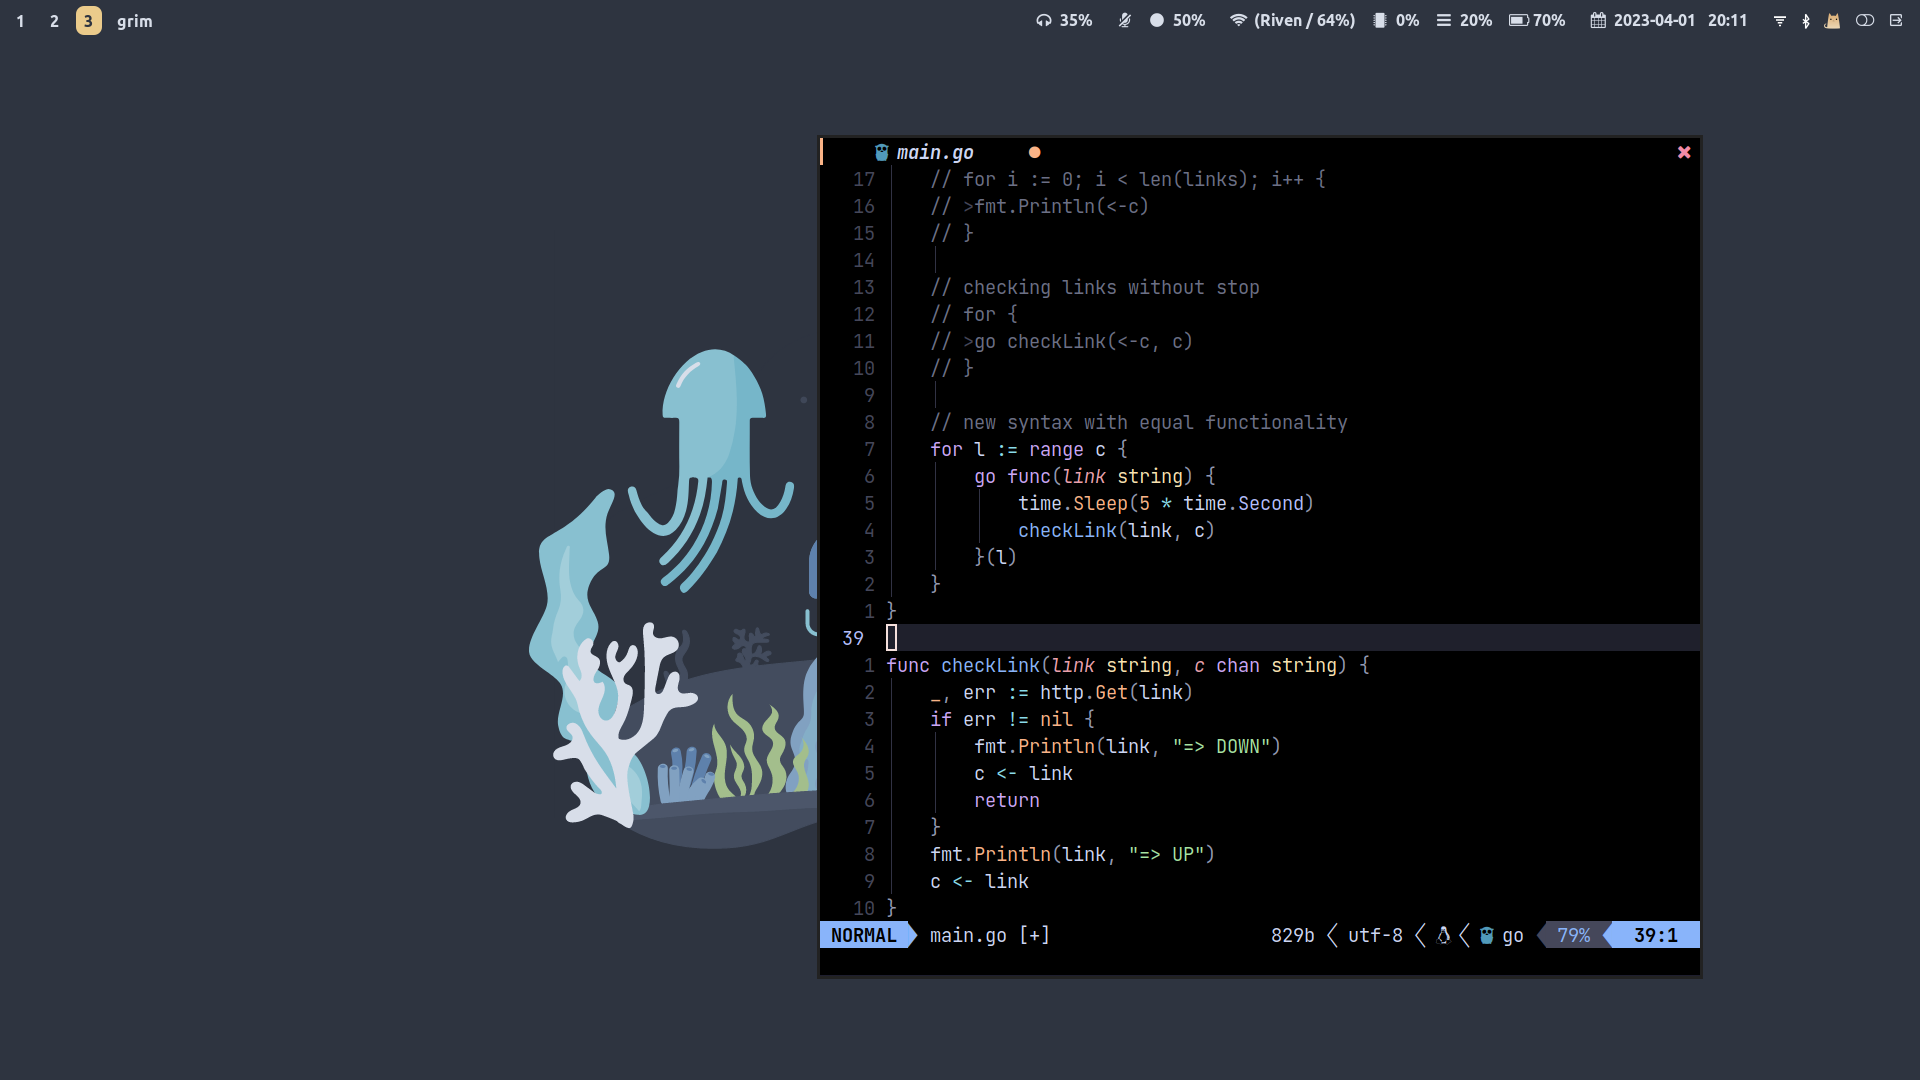 1 2 3 grim 35% 50% (Riven / 64%) 0% 20% 70% 2023-04-01 20:11
main.go
17 // for i := 0; i < len(links); i++ {
16 // >fmt.Println(<-c)
15 // }
14
13 // checking links without stop
12 // for {
11 // >go checkLink(<-c, c)
10 // }
9
8 // new syntax with equal functionality
7 for l := range c {
6 go func(link string) {
5 time.Sleep(5 * time.Second)
4 checkLink(link, c)
3 }(l)
2 }
1 }
39
1 func checkLink(link string, c chan string) {
2 _, err := http.Get(link)
3 if err != nil {
4 fmt.Println(link, "=> DOWN")
5 c <- link
6 return
7 }
8 fmt.Println(link, "=> UP")
9 c <- link
10 }
NORMAL main.go [+] 829b utf-8 go 79% 39:1